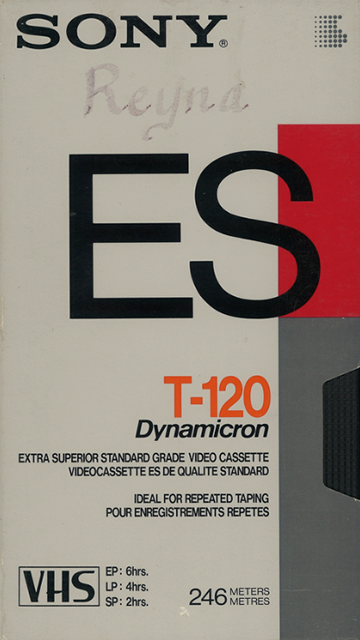 SONY®
Reyna
ES
T-120
Dynamicron
EXTRA SUPERIOR STANDARD GRADE VIDEO CASSETTE
VIDEOCASSETTE ES DE QUALITE STANDARD
IDEAL FOR REPEATED TAPING
POUR ENREGISTREMENTS REPETES
VHS
EP: 6hrs.
LP: 4hrs.
SP: 2hrs.
246 METERS
METRES